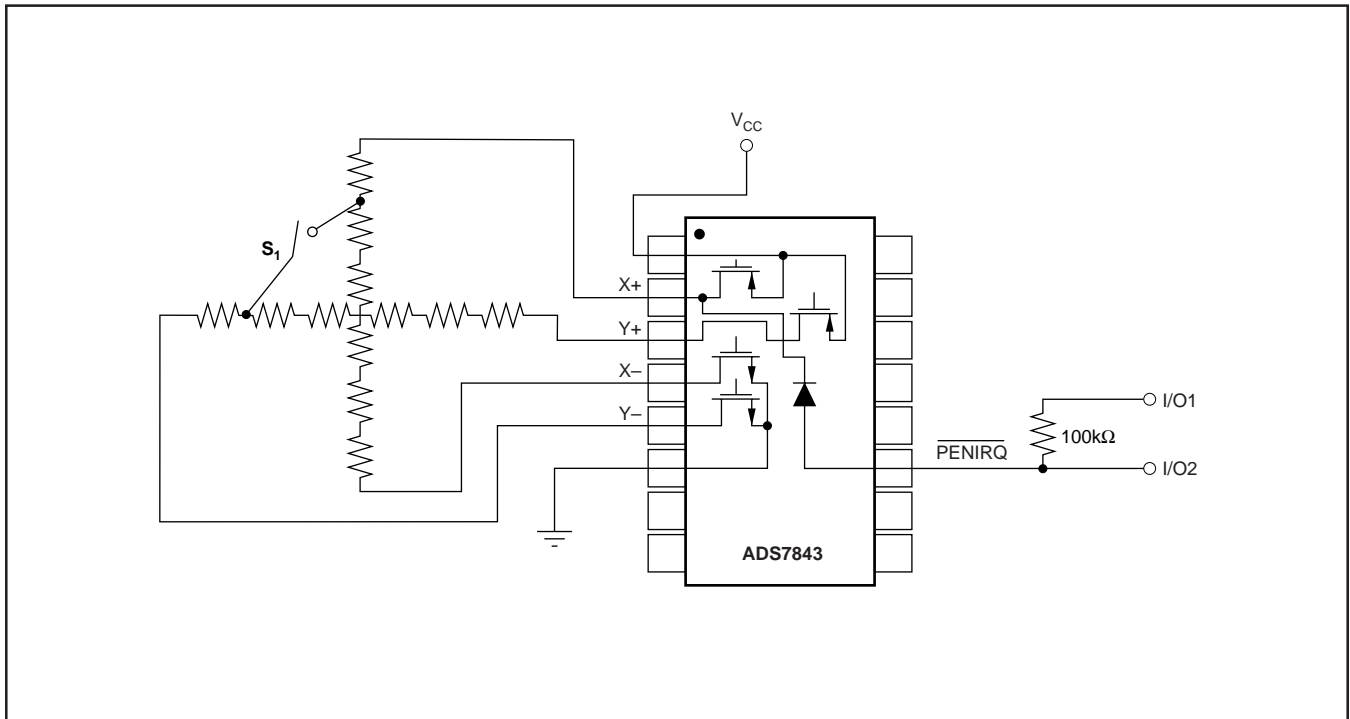 V_CC
S_1
X+
Y+
X–
Y–
PENIRQ
I/O1
100kΩ
I/O2
ADS7843